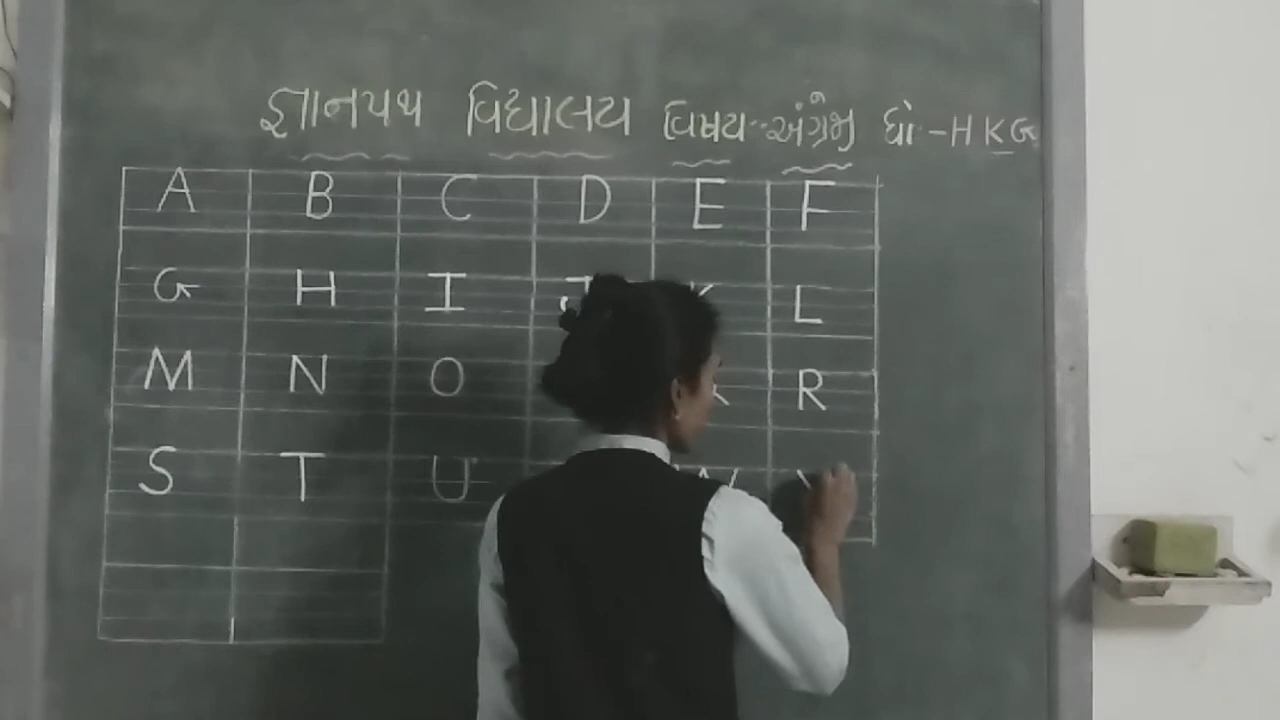 જ્ઞાનપથ વિદ્યાલય વિષય - અંગ્રેજી ધો - HKG
A B C D E F
G H I J K L
M N O R
S T U W